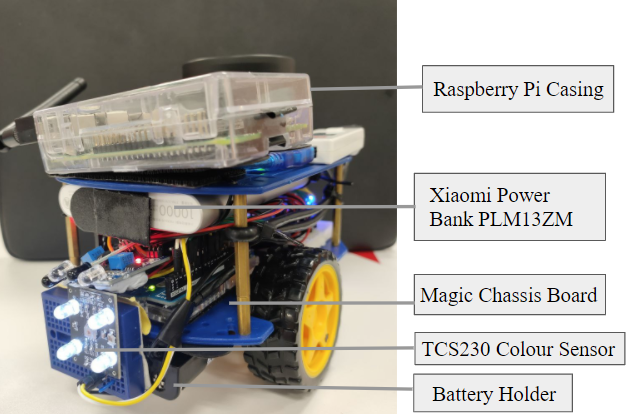 Raspberry Pi Casing
Xiaomi Power
Bank PLM13ZM
Magic Chassis Board
TCS230 Colour Sensor
Battery Holder